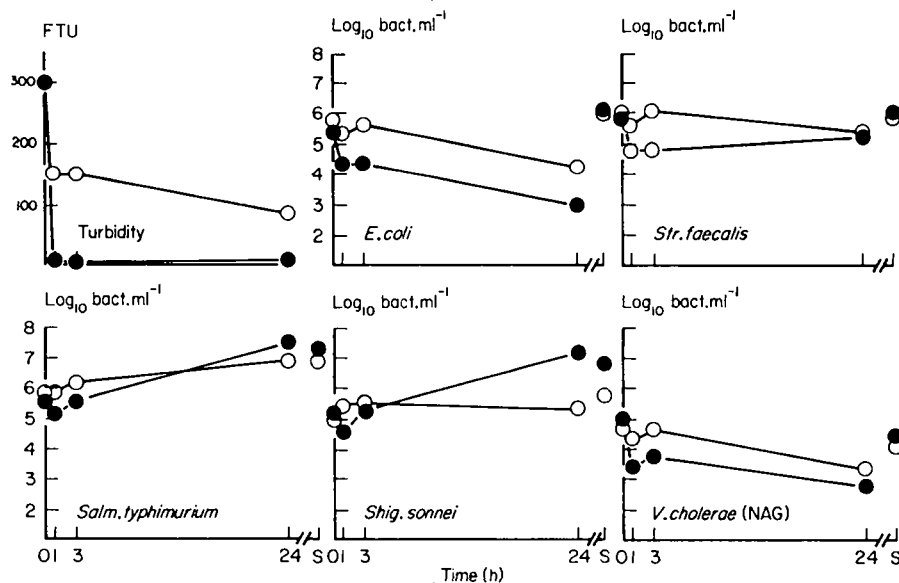 FTU
300
200
100
Turbidity
Log₁₀ bact.ml⁻¹
8
7
6
5
4
3
2
E.coli
Log₁₀ bact.ml⁻¹
Str.faecalis
Log₁₀ bact.ml⁻¹
8
7
6
5
4
3
2
Salm.typhimurium
0 1 3 24 S
Log₁₀ bact.ml⁻¹
Shig.sonnei
0 1 3 24 S
Log₁₀ bact.ml⁻¹
V.cholerae (NAG)
0 1 3 24 S
Time (h)